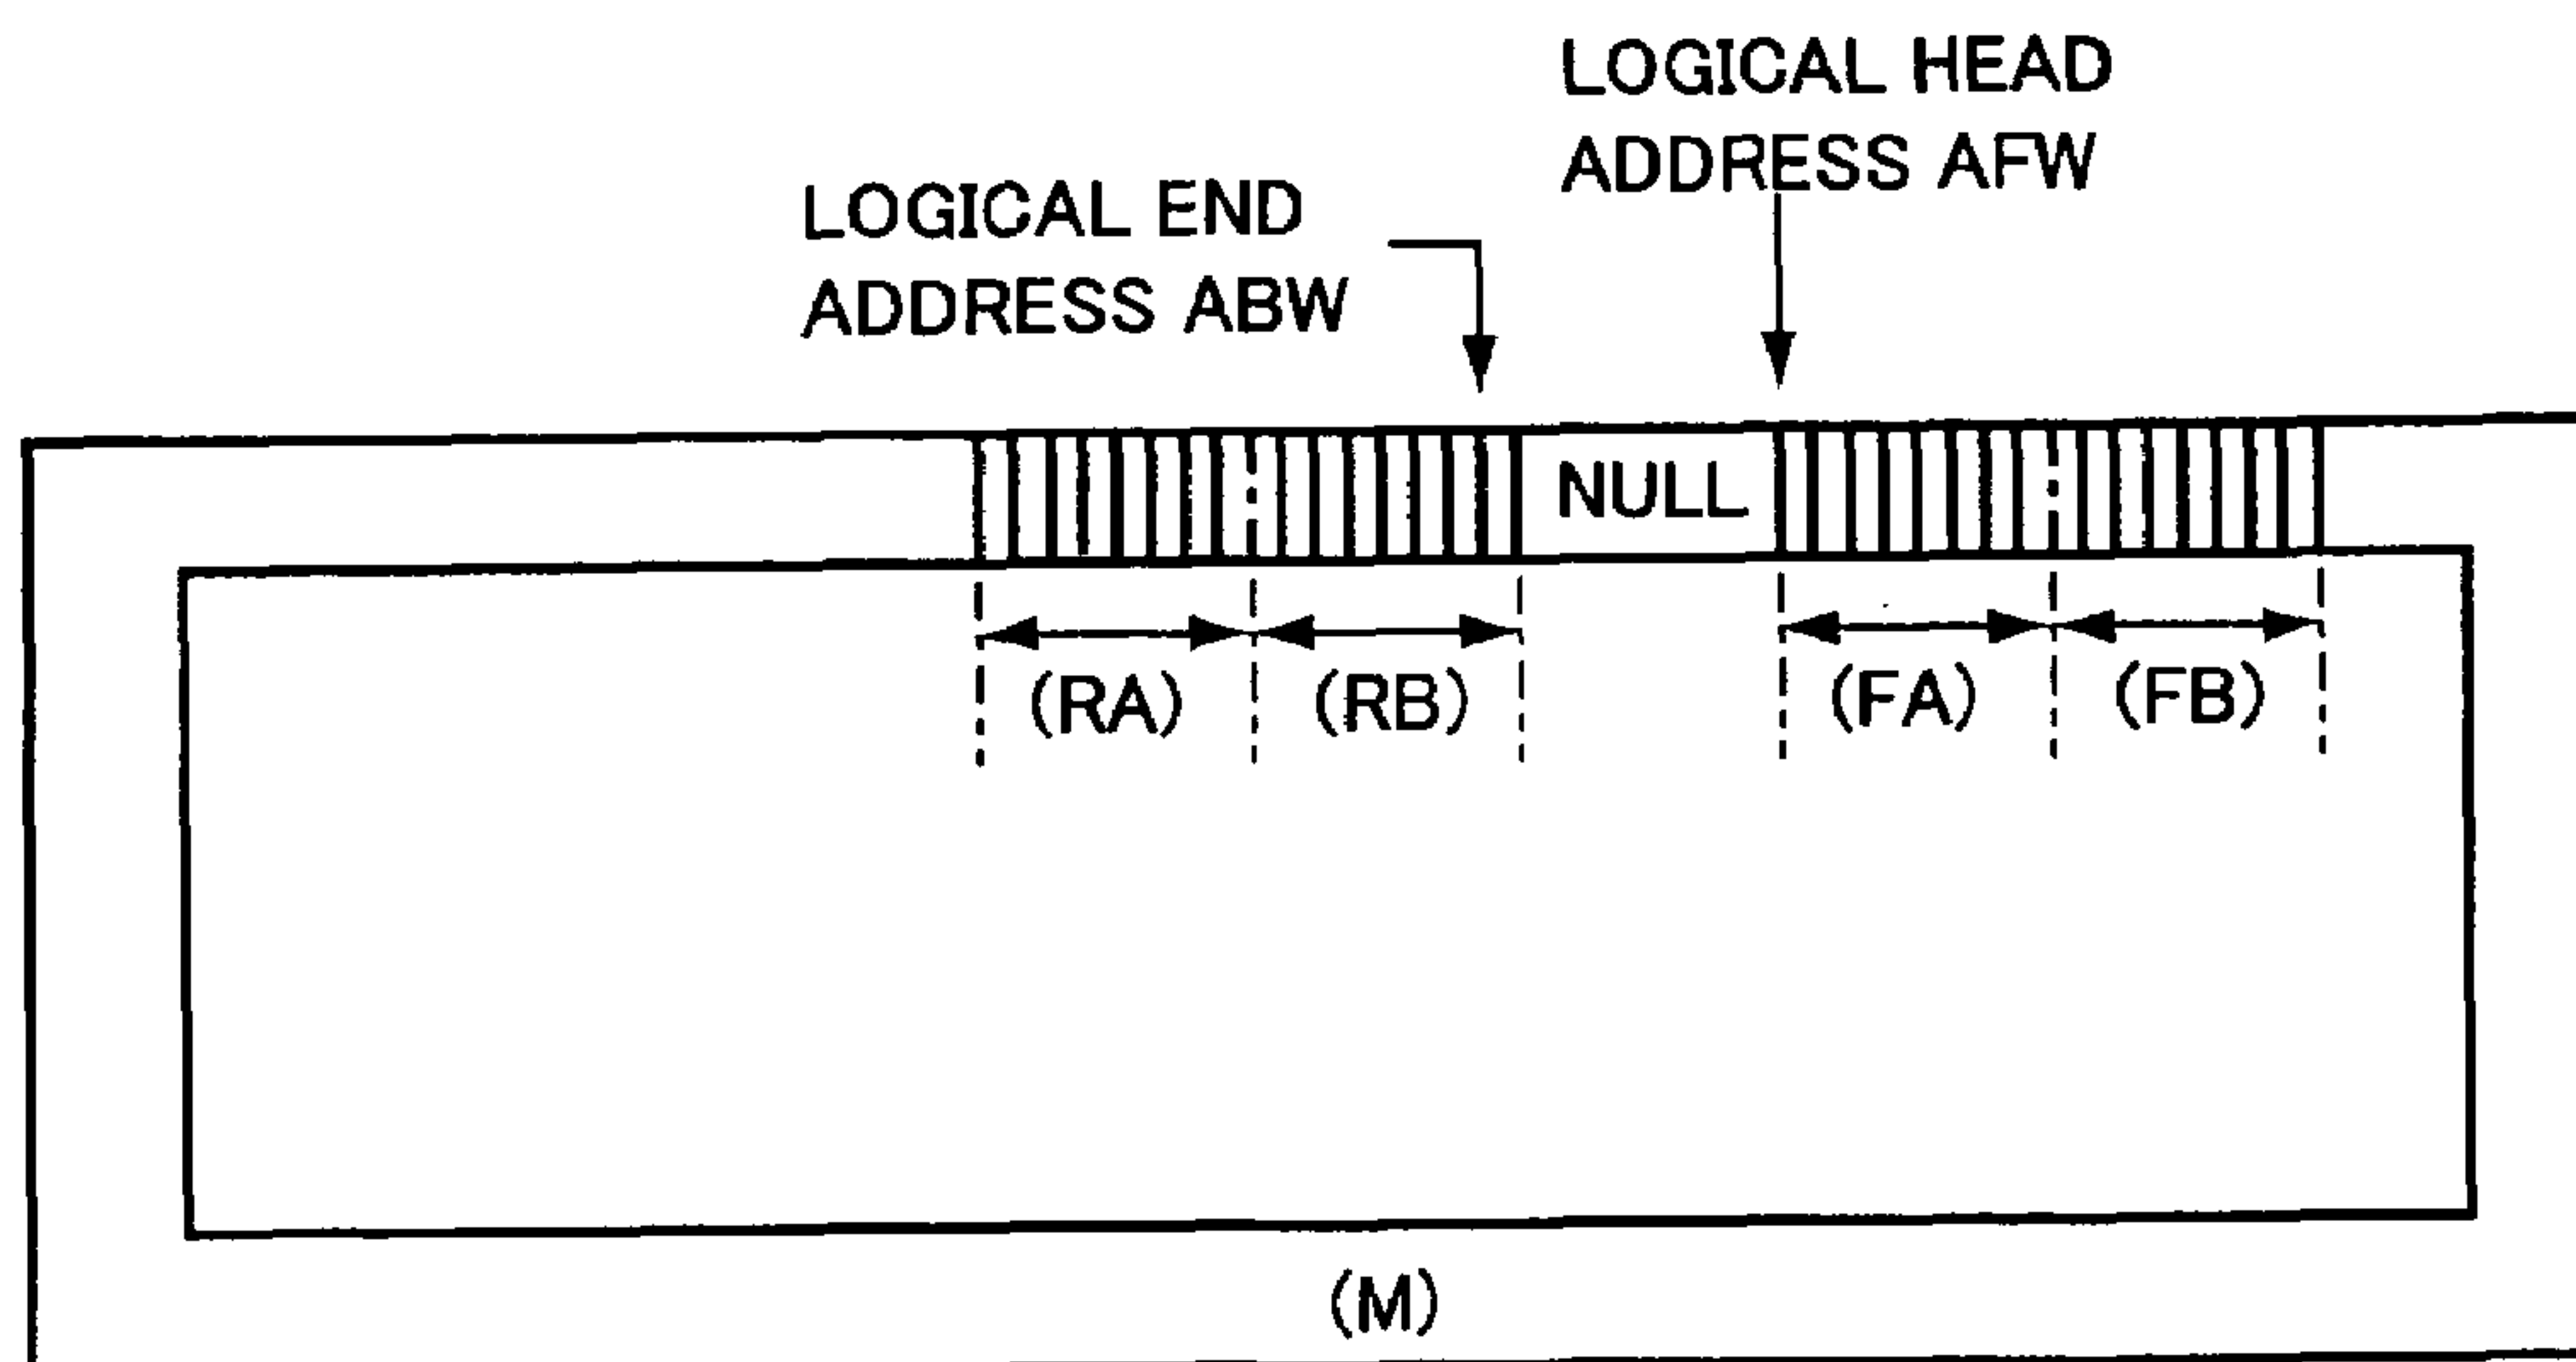 LOGICAL HEAD
ADDRESS AFW
LOGICAL END
ADDRESS ABW
NULL
(RA) (RB) (FA) (FB)
(M)